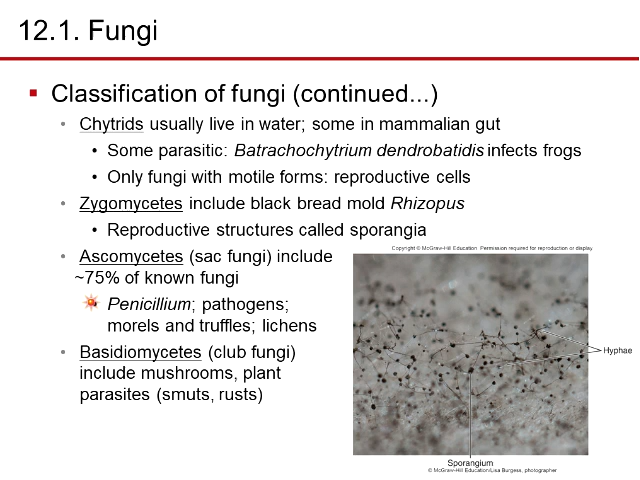 12.1. Fungi
Classification of fungi (continued...)
Chytrids usually live in water; some in mammalian gut
Some parasitic: Batrachochytrium dendrobatidis infects frogs
Only fungi with motile forms: reproductive cells
Zygomycetes include black bread mold Rhizopus
Reproductive structures called sporangia
Copyright © McGraw-Hill Education. Permission required for reproduction or display.
Ascomycetes (sac fungi) include
~75% of known fungi
Penicillium; pathogens;
morels and truffles; lichens
Basidiomycetes (club fungi)
include mushrooms, plant
parasites (smuts, rusts)
Hyphae
Sporangium
© McGraw-Hill Education/Lisa Burgess, photographer